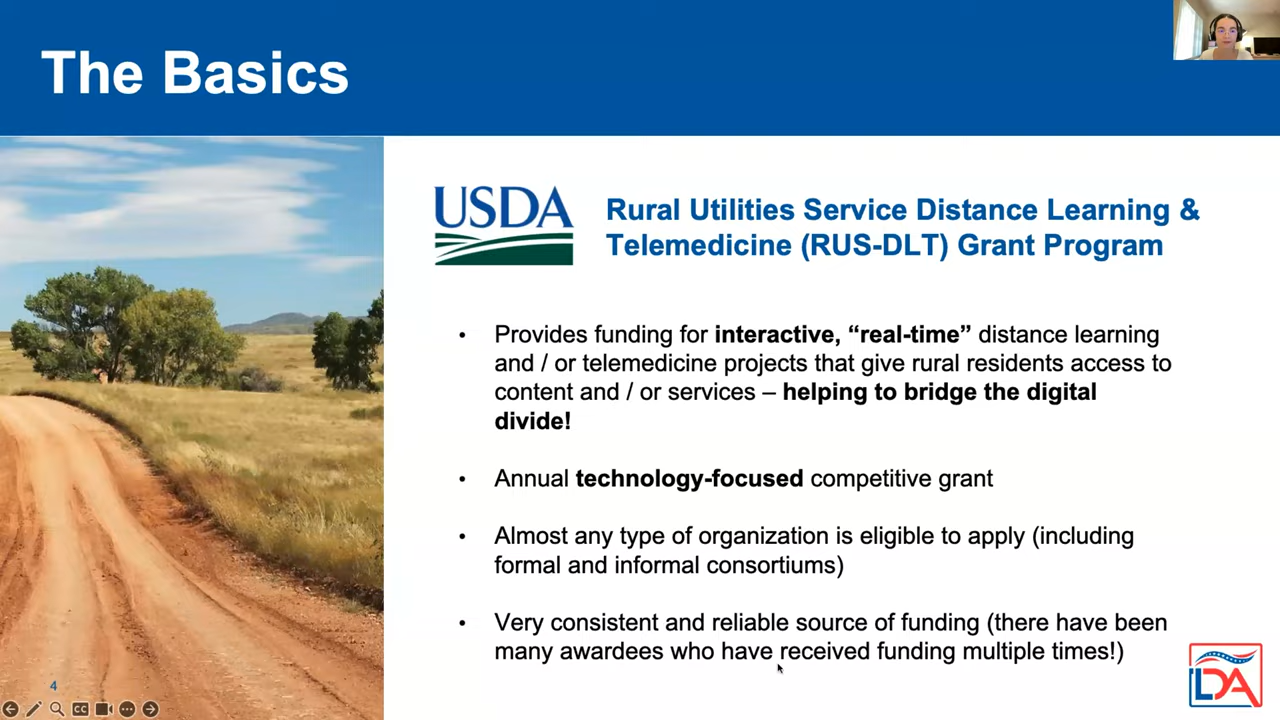 The Basics
USDA
Rural Utilities Service Distance Learning &
Telemedicine (RUS-DLT) Grant Program
• Provides funding for interactive, “real-time” distance learning
and / or telemedicine projects that give rural residents access to
content and / or services – helping to bridge the digital
divide!
• Annual technology-focused competitive grant
• Almost any type of organization is eligible to apply (including
formal and informal consortiums)
• Very consistent and reliable source of funding (there have been
many awardees who have received funding multiple times!)
4
CC
LDA